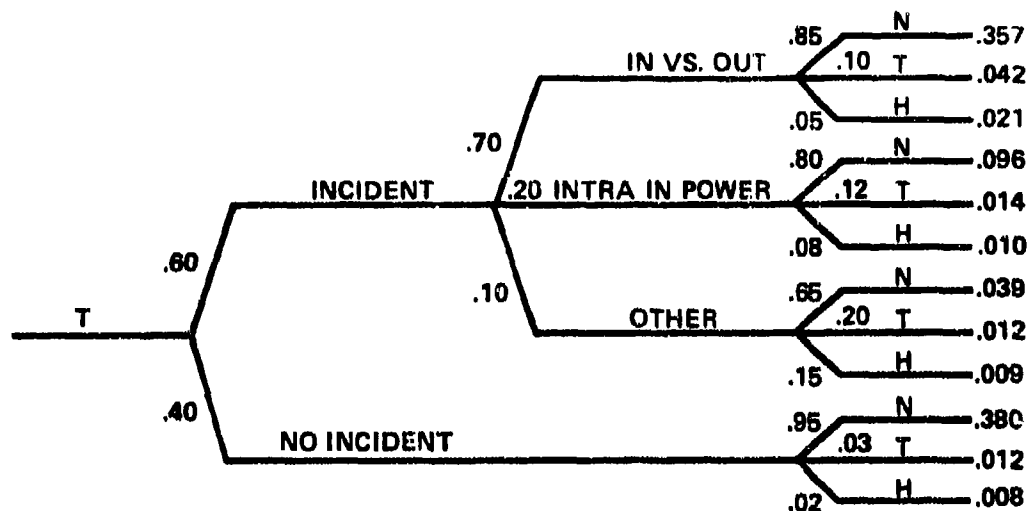 .85 N .357
IN VS. OUT .10 T .042
.05 H .021
.70
.80 N .096
INCIDENT .20 INTRA IN POWER .12 T .014
.08 H .010
.60
.10
.65 N .039
T OTHER .20 T .012
.15 H .009
.40
.95 N .380
NO INCIDENT .03 T .012
.02 H .008